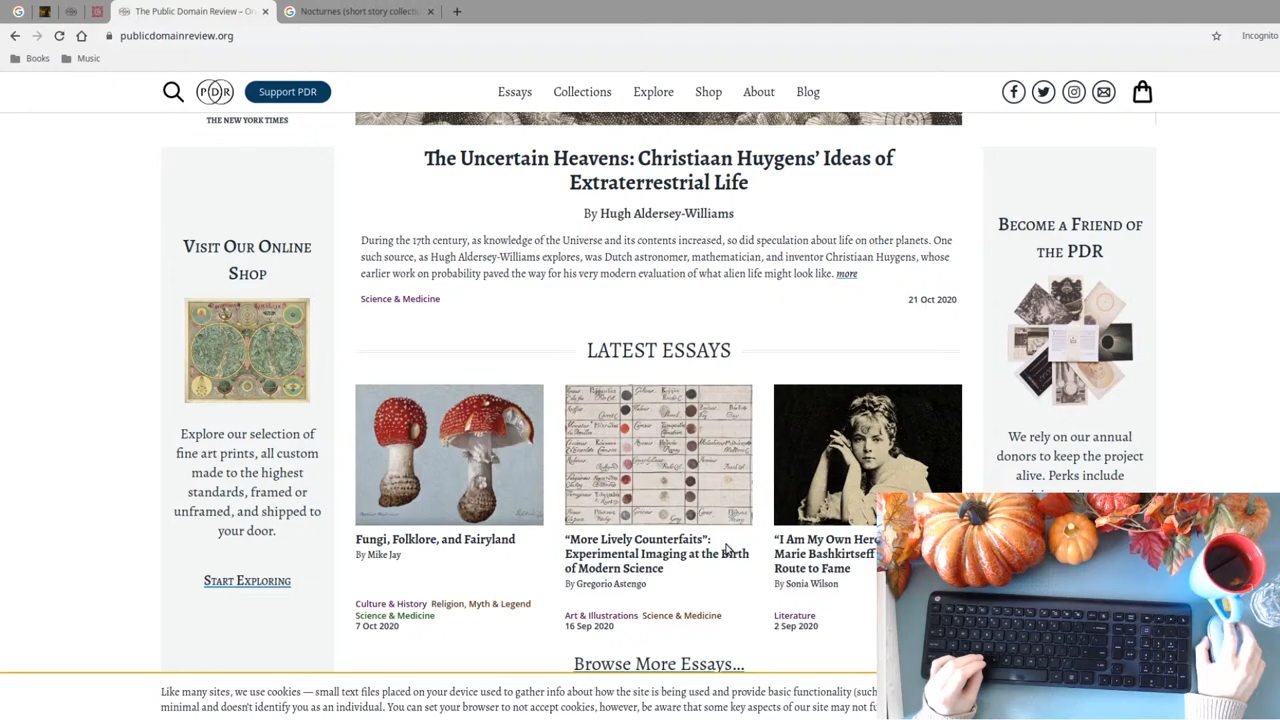 The Public Domain Review – O
Nocturnes (short story collecti
publicdomainreview.org
Incognito
Books
Music
PDR
Support PDR
Essays
Collections
Explore
Shop
About
Blog
THE NEW YORK TIMES
The Uncertain Heavens: Christiaan Huygens’ Ideas of
Extraterrestrial Life
By Hugh Aldersey-Williams
During the 17th century, as knowledge of the Universe and its contents increased, so did speculation about life on other planets. One
such source, as Hugh Aldersey-Williams explores, was Dutch astronomer, mathematician, and inventor Christiaan Huygens, whose
earlier work on probability paved the way for his very modern evaluation of what alien life might look like. more
Science & Medicine
21 Oct 2020
Visit Our Online
Shop
Explore our selection of
fine art prints, all custom
made to the highest
standards, framed or
unframed, and shipped to
your door.
Start Exploring
LATEST ESSAYS
Fungi, Folklore, and Fairyland
By Mike Jay
Culture & History Religion, Myth & Legend
Science & Medicine
7 Oct 2020
“More Lively Counterfaits”:
Experimental Imaging at the Birth
of Modern Science
By Gregorio Astengo
Art & Illustrations Science & Medicine
16 Sep 2020
“I Am My Own Her
Marie Bashkirtseff
Route to Fame
By Sonia Wilson
Literature
2 Sep 2020
Browse More Essays...
Become a Friend of
the PDR
We rely on our annual
donors to keep the project
alive. Perks include
Like many sites, we use cookies — small text files placed on your device used to gather info about how the site is being used and provide basic functionality (suc
minimal and doesn't identify you as an individual. You can set your browser to not accept cookies, however, be aware that some key aspects of our site may not fu